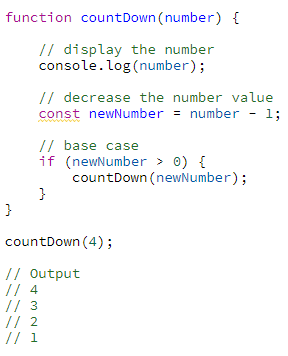 function countDown(number) {

    // display the number
    console.log(number);

    // decrease the number value
    const newNumber = number - 1;

    // base case
    if (newNumber > 0) {
        countDown(newNumber);
    }
}

countDown(4);

// Output
// 4
// 3
// 2
// 1